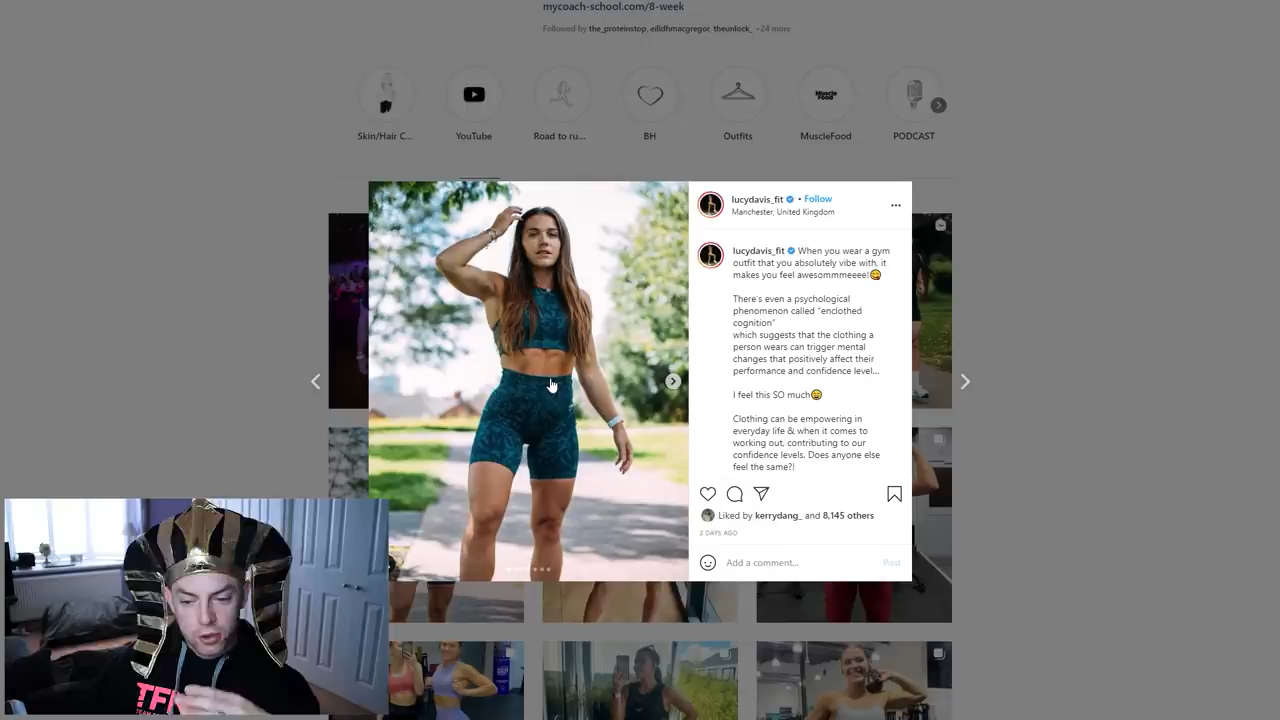 mycoach-school.com/8-week
Followed by the_proteinstop, eilidhmacgregor, theunlock_ +24 more
Skin/Hair C...
YouTube
Road to ru...
BH
Outfits
MuscleFood
PODCAST
Muscle
Food
lucydavis_fit • Follow
Manchester, United Kingdom
lucydavis_fit When you wear a gym
outfit that you absolutely vibe with, it
makes you feel awesommmeeee!😋
There's even a psychological
phenomenon called "enclothed
cognition"
which suggests that the clothing a
person wears can trigger mental
changes that positively affect their
performance and confidence level...
I feel this SO much😄
Clothing can be empowering in
everyday life & when it comes to
working out, contributing to our
confidence levels. Does anyone else
feel the same?!
Liked by kerrydang_ and 8,145 others
2 DAYS AGO
Add a comment...
Post